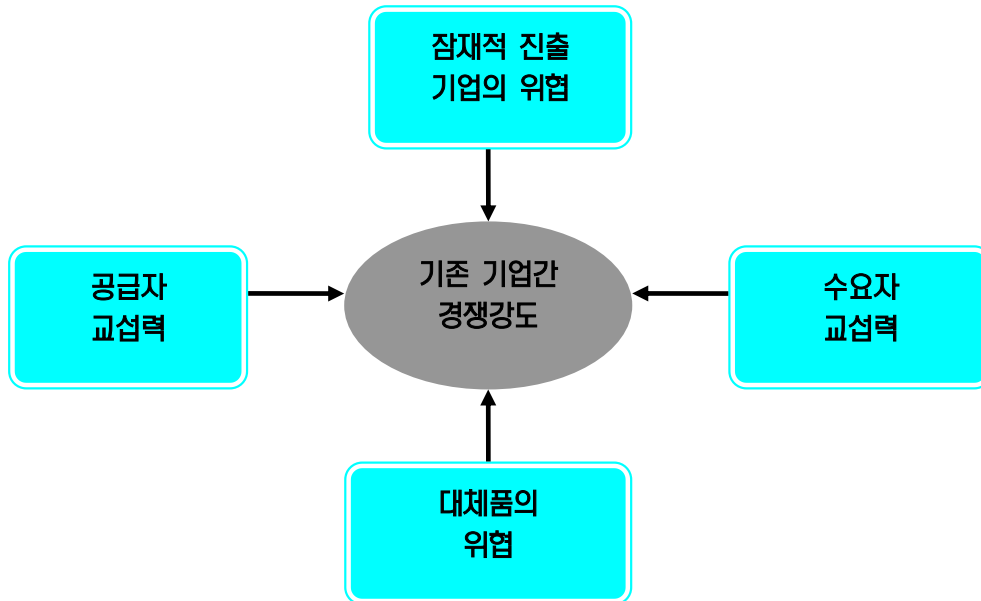 잠재적 진출
기업의 위협
공급자
교섭력
기존 기업간
경쟁강도
수요자
교섭력
대체품의
위협